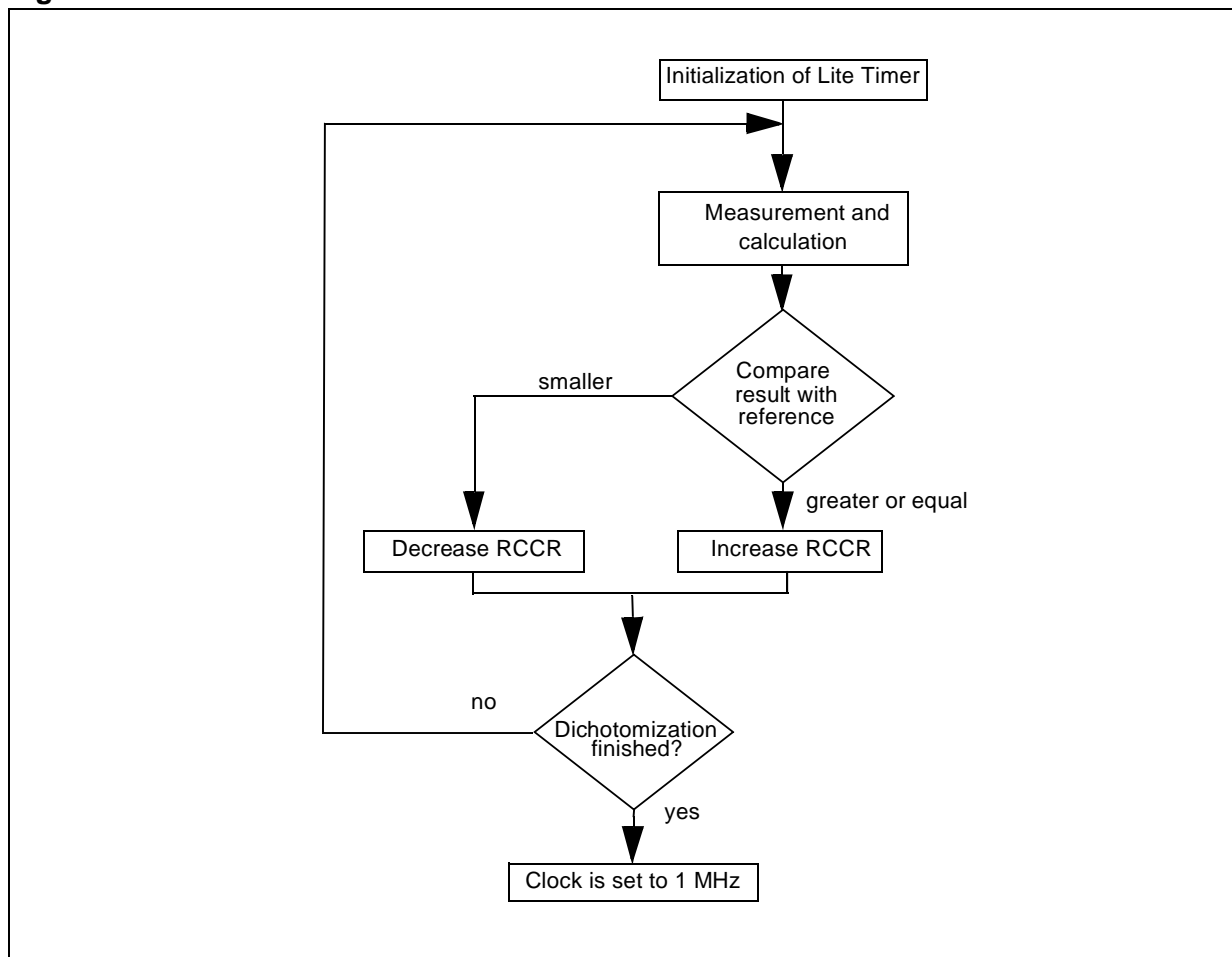 Initialization of Lite Timer
Measurement and
calculation
Compare
result with
reference
smaller
greater or equal
Decrease RCCR
Increase RCCR
no
Dichotomization
finished?
yes
Clock is set to 1 MHz